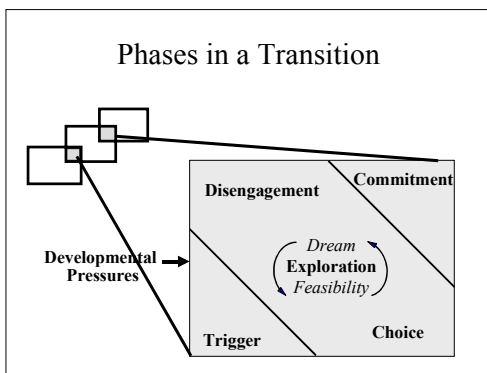 Phases in a Transition
Disengagement
Commitment
Developmental
Pressures
Dream
Exploration
Feasibility
Trigger
Choice